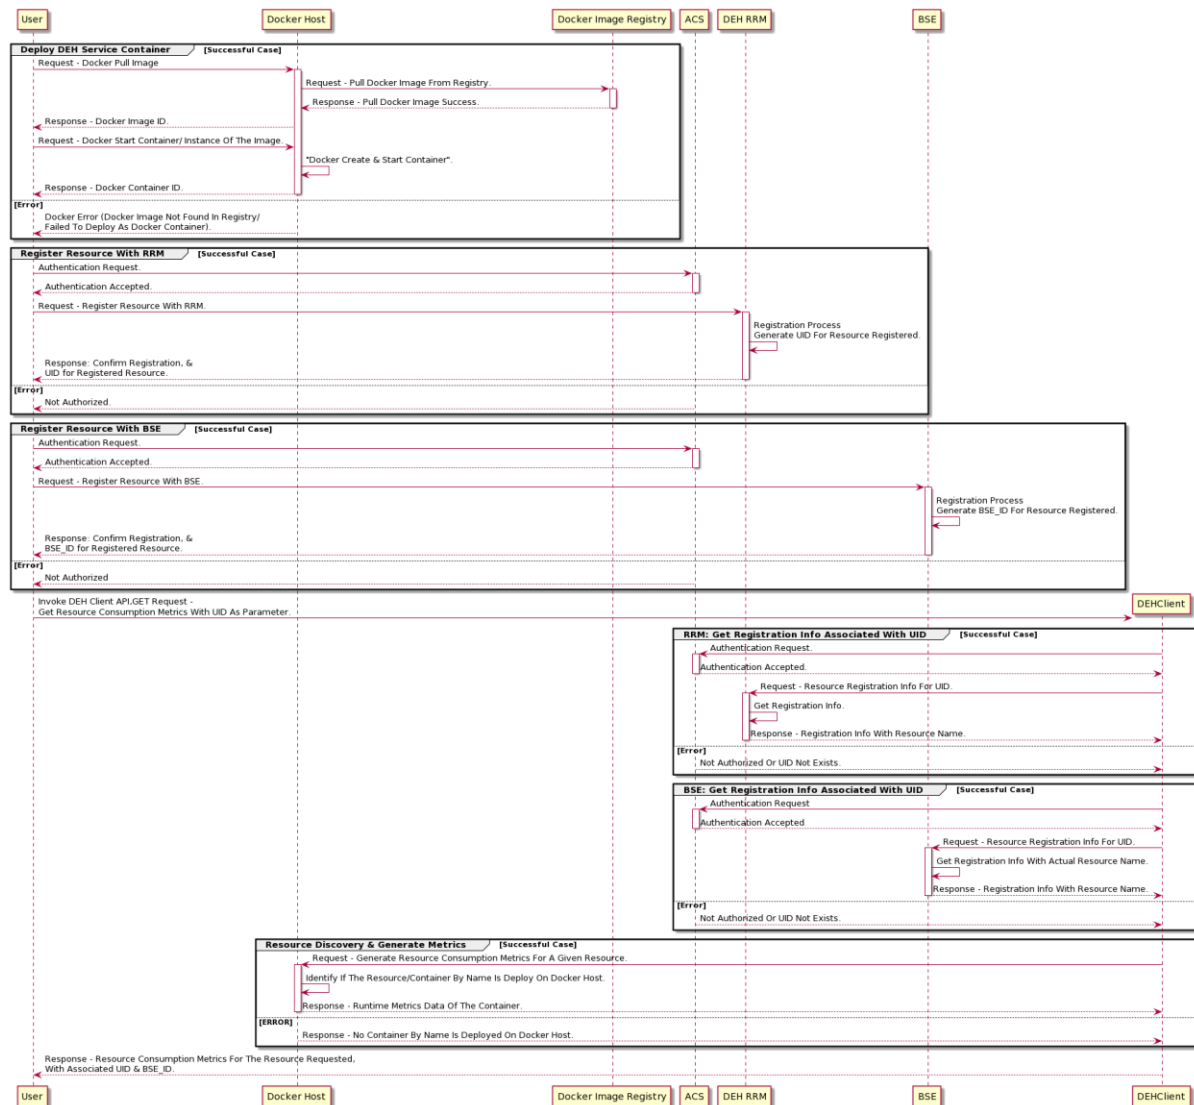 User Docker Host Docker Image Registry ACS DEH RRM BSE
Deploy DEH Service Container [Successful Case]
Request - Docker Pull Image
Request - Pull Docker Image From Registry.
Response - Pull Docker Image Success.
Response - Docker Image ID.
Request - Docker Start Container/ Instance Of The Image.
"Docker Create & Start Container".
Response - Docker Container ID.
[Error]
Docker Error (Docker Image Not Found In Registry/
Failed To Deploy As Docker Container).
Register Resource With RRM [Successful Case]
Authentication Request.
Authentication Accepted.
Request - Register Resource With RRM.
Registration Process
Generate UID For Resource Registered.
Response: Confirm Registration, &
UID for Registered Resource.
[Error]
Not Authorized.
Register Resource With BSE [Successful Case]
Authentication Request.
Authentication Accepted.
Request - Register Resource With BSE.
Registration Process
Generate BSE_ID For Resource Registered.
Response: Confirm Registration, &
BSE_ID for Registered Resource.
[Error]
Not Authorized
Invoke DEH Client API,GET Request -
Get Resource Consumption Metrics With UID As Parameter.
DEHClient
RRM: Get Registration Info Associated With UID [Successful Case]
Authentication Request.
Authentication Accepted.
Request - Resource Registration Info For UID.
Get Registration Info.
Response - Registration Info With Resource Name.
[Error]
Not Authorized Or UID Not Exists.
BSE: Get Registration Info Associated With UID [Successful Case]
Authentication Request
Authentication Accepted
Request - Resource Registration Info For UID.
Get Registration Info With Actual Resource Name.
Response - Registration Info With Resource Name.
[Error]
Not Authorized Or UID Not Exists.
Resource Discovery & Generate Metrics [Successful Case]
Request - Generate Resource Consumption Metrics For A Given Resource.
Identify If The Resource/Container By Name Is Deploy On Docker Host.
Response - Runtime Metrics Data Of The Container.
[ERROR]
Response - No Container By Name Is Deployed On Docker Host.
Response - Resource Consumption Metrics For The Resource Requested,
With Associated UID & BSE_ID.
User Docker Host Docker Image Registry ACS DEH RRM BSE DEHClient